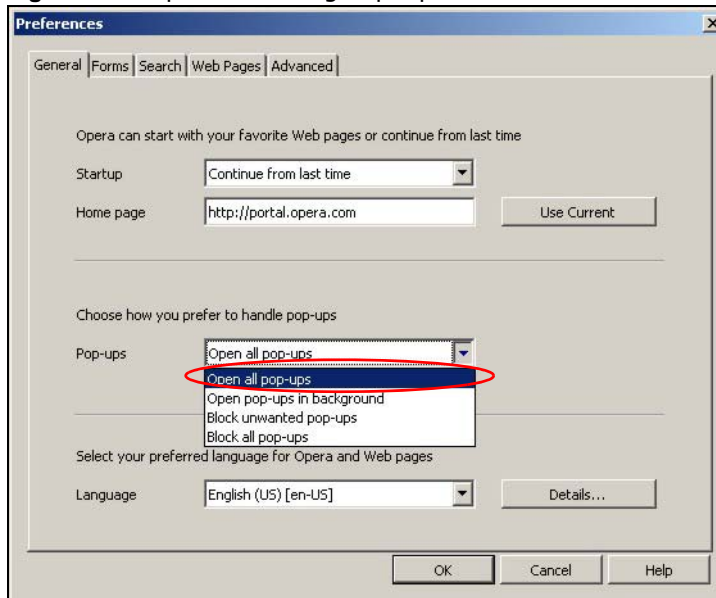 Preferences
General Forms Search Web Pages Advanced
Opera can start with your favorite Web pages or continue from last time
Startup Continue from last time
Home page http://portal.opera.com Use Current
Choose how you prefer to handle pop-ups
Pop-ups Open all pop-ups
Open all pop-ups
Open pop-ups in background
Block unwanted pop-ups
Block all pop-ups
Select your preferred language for Opera and Web pages
Language English (US) [en-US] Details...
OK Cancel Help